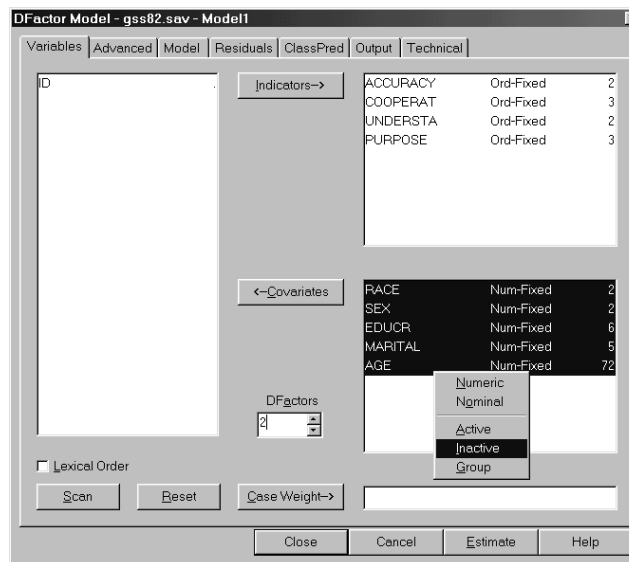 DFactor Model - gss82.sav - Model1
Variables Advanced Model Residuals ClassPred Output Technical
ID .
Indicators-->
ACCURACY Ord-Fixed 2
COOPERAT Ord-Fixed 3
UNDERSTA Ord-Fixed 2
PURPOSE Ord-Fixed 3
<--Covariates
RACE Num-Fixed 2
SEX Num-Fixed 2
EDUCR Num-Fixed 6
MARITAL Num-Fixed 5
AGE Num-Fixed 72
Numeric
Nominal
Active
Inactive
Group
DFactors
2
Lexical Order
Scan Reset Case Weight-->
Close Cancel Estimate Help